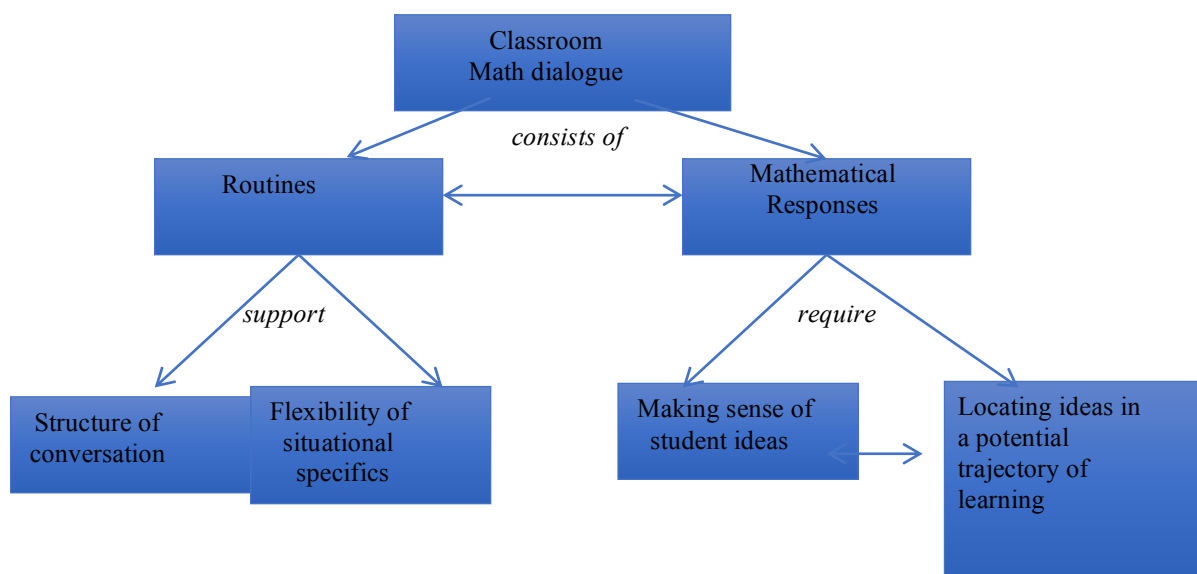 Classroom
Math dialogue
consists of
Routines
Mathematical
Responses
support
require
Structure of
conversation
Flexibility of
situational
specifics
Making sense of
student ideas
Locating ideas in
a potential
trajectory of
learning